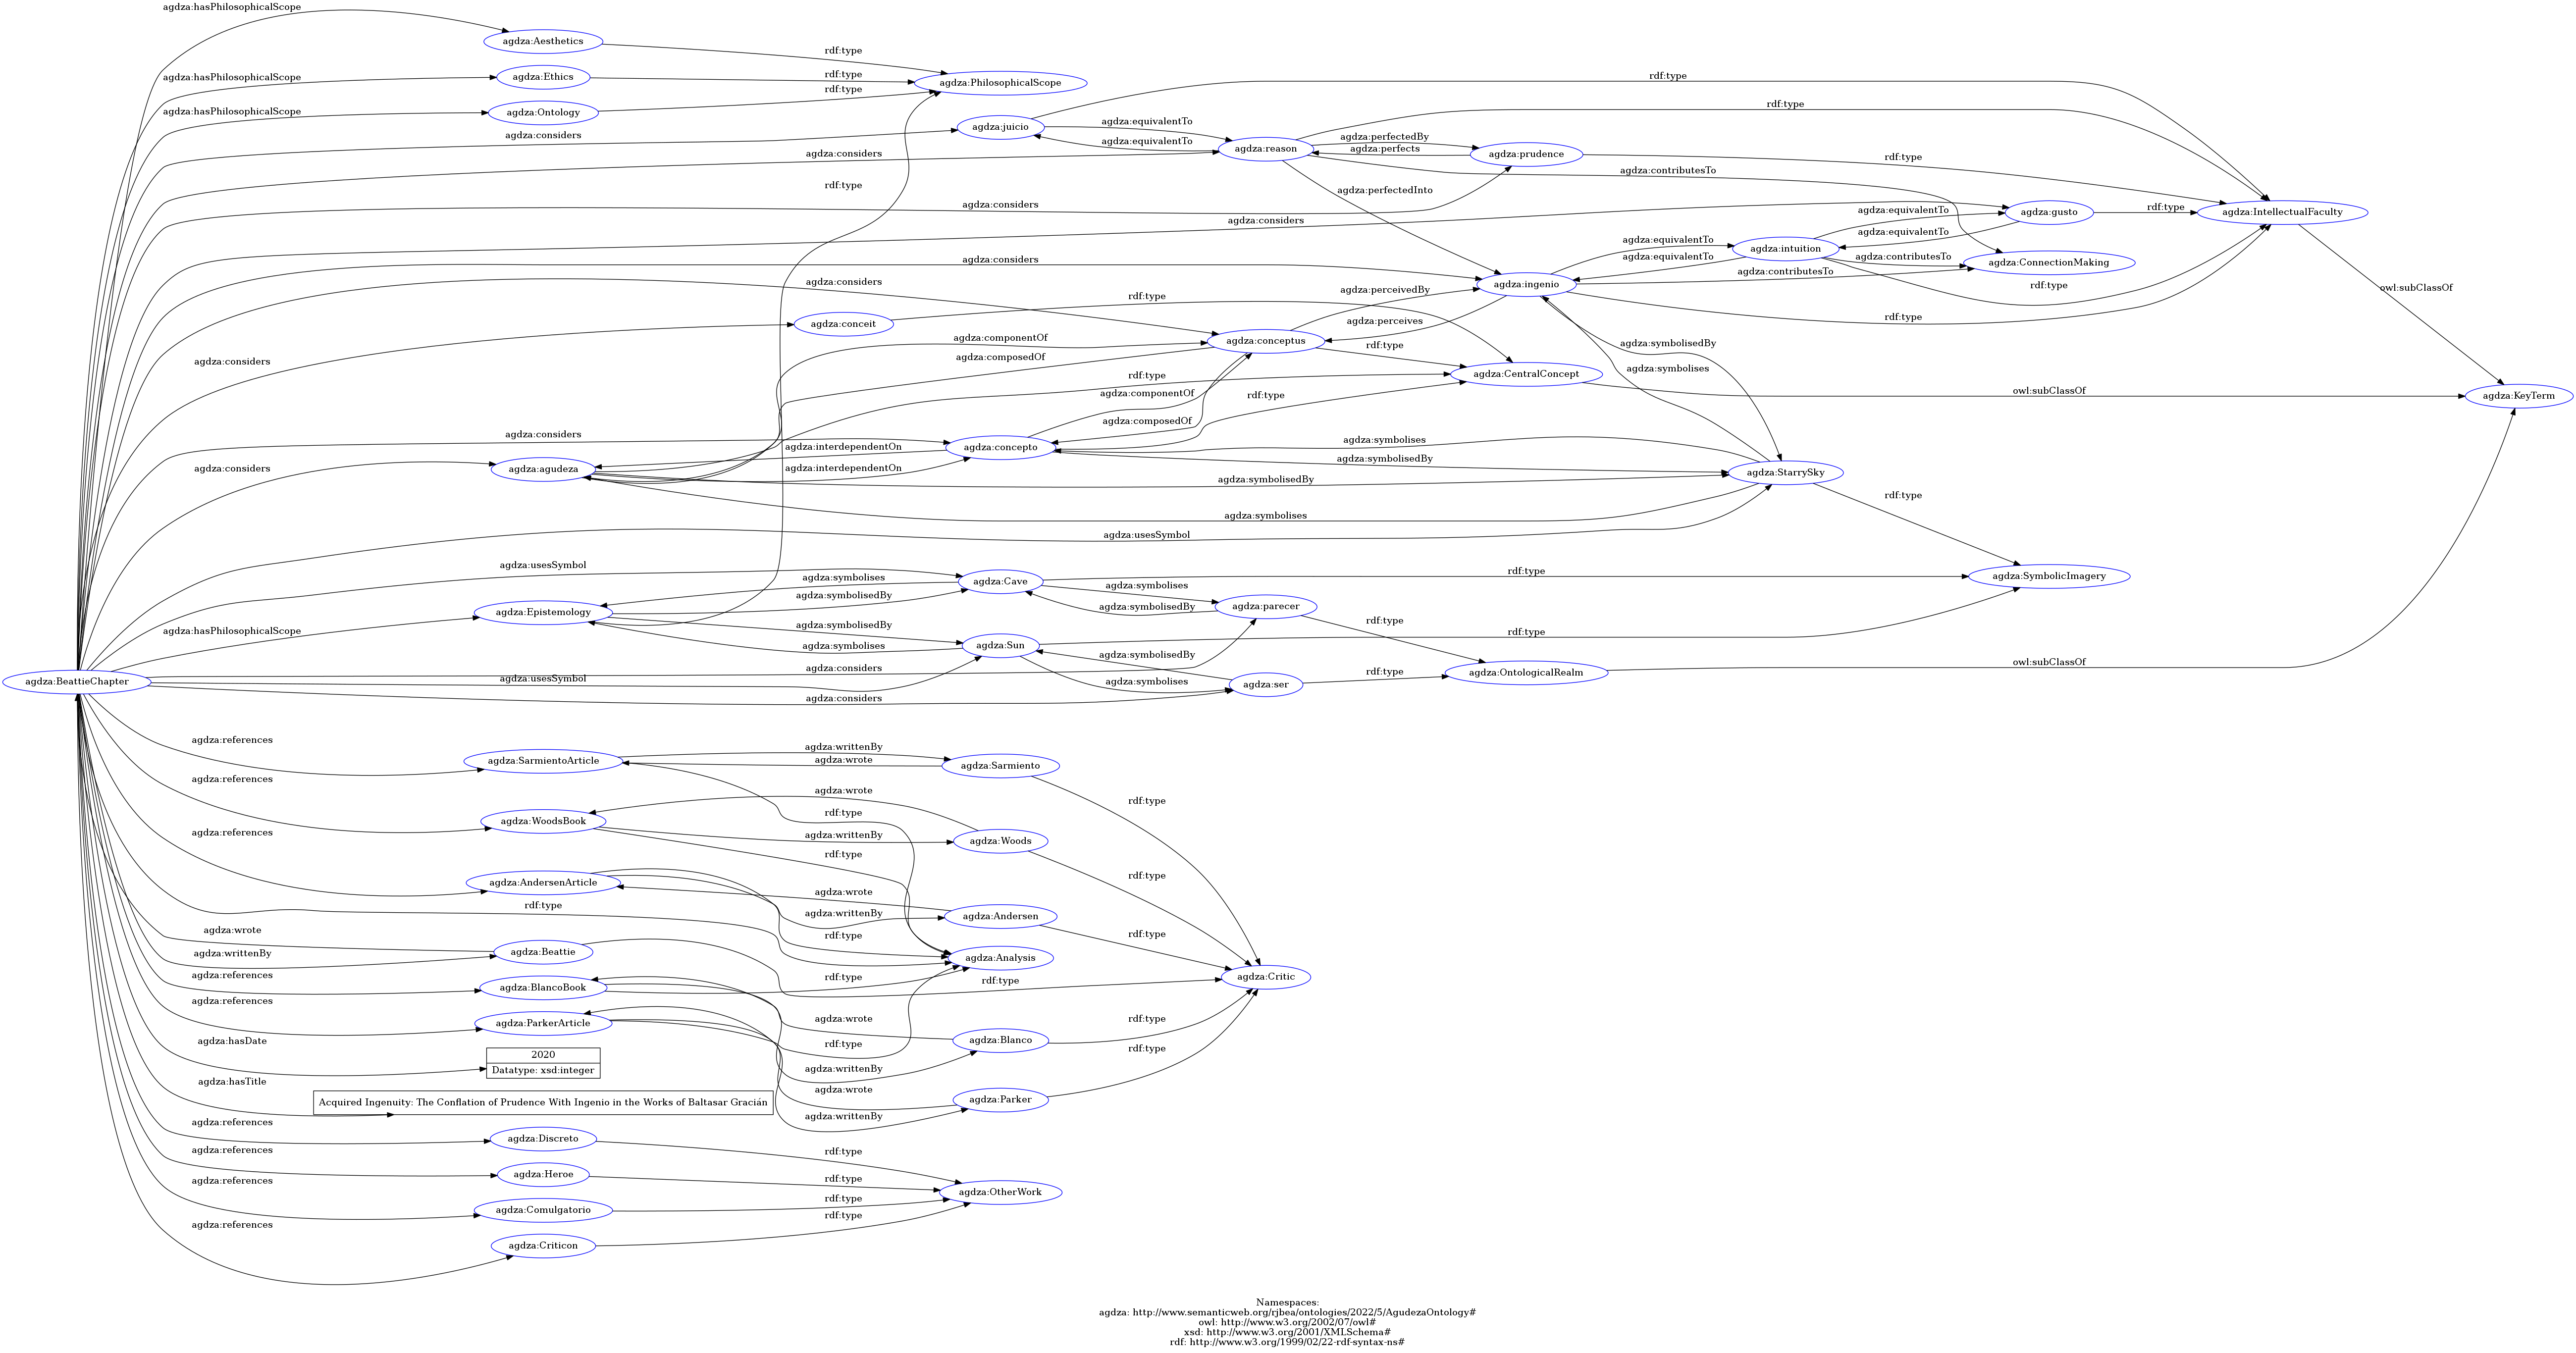 agdza:hasPhilosophicalScope
agdza:Aesthetics
rdf:type
agdza:hasPhilosophicalScope
agdza:Ethics
rdf:type
agdza:PhilosophicalScope
rdf:type
agdza:hasPhilosophicalScope
agdza:Ontology
rdf:type
rdf:type
agdza:considers
agdza:juicio
agdza:equivalentTo
agdza:equivalentTo
agdza:reason
agdza:perfectedBy
agdza:perfects
agdza:prudence
rdf:type
agdza:considers
agdza:contributesTo
rdf:type
agdza:perfectedInto
agdza:considers
agdza:considers
agdza:equivalentTo
agdza:gusto
rdf:type
agdza:IntellectualFaculty
agdza:equivalentTo
agdza:equivalentTo
agdza:intuition
agdza:equivalentTo
agdza:contributesTo
agdza:ConnectionMaking
agdza:considers
agdza:contributesTo
agdza:ingenio
rdf:type
owl:subClassOf
agdza:considers
agdza:perceivedBy
rdf:type
agdza:conceit
rdf:type
agdza:perceives
rdf:type
agdza:componentOf
agdza:conceptus
rdf:type
agdza:symbolisedBy
agdza:considers
agdza:composedOf
agdza:symbolises
rdf:type
agdza:CentralConcept
agdza:componentOf
rdf:type
owl:subClassOf
agdza:KeyTerm
agdza:composedOf
agdza:considers
agdza:concepto
agdza:interdependentOn
agdza:symbolises
agdza:considers
agdza:agudeza
agdza:interdependentOn
agdza:symbolisedBy
agdza:StarrySky
agdza:symbolisedBy
rdf:type
agdza:symbolises
agdza:usesSymbol
agdza:usesSymbol
agdza:symbolises
agdza:Cave
rdf:type
agdza:SymbolicImagery
agdza:symbolises
agdza:symbolisedBy
agdza:symbolisedBy
agdza:parecer
agdza:Epistemology
agdza:symbolisedBy
rdf:type
agdza:hasPhilosophicalScope
agdza:symbolises
agdza:Sun
rdf:type
agdza:symbolisedBy
agdza:considers
rdf:type
agdza:OntologicalRealm
owl:subClassOf
agdza:BeattieChapter
agdza:usesSymbol
agdza:symbolises
agdza:ser
agdza:considers
agdza:references
agdza:SarmientoArticle
agdza:writtenBy
agdza:wrote
agdza:Sarmiento
agdza:references
agdza:wrote
rdf:type
rdf:type
agdza:references
agdza:WoodsBook
agdza:writtenBy
agdza:Woods
rdf:type
rdf:type
agdza:AndersenArticle
agdza:wrote
rdf:type
agdza:writtenBy
agdza:Andersen
rdf:type
agdza:wrote
rdf:type
agdza:writtenBy
agdza:Beattie
agdza:Analysis
agdza:references
rdf:type
rdf:type
agdza:Critic
agdza:BlancoBook
agdza:references
agdza:ParkerArticle
agdza:wrote
rdf:type
agdza:hasDate
rdf:type
agdza:Blanco
2020
Datatype: xsd:integer
agdza:writtenBy
rdf:type
agdza:hasTitle
agdza:wrote
Acquired Ingenuity: The Conflation of Prudence With Ingenio in the Works of Baltasar Gracián
agdza:Parker
agdza:writtenBy
agdza:references
agdza:Discreto
rdf:type
agdza:references
agdza:Heroe
rdf:type
agdza:references
agdza:OtherWork
rdf:type
agdza:Comulgatorio
rdf:type
agdza:references
agdza:Criticon
Namespaces:
agdza: http://www.semanticweb.org/rjbea/ontologies/2022/5/AgudezaOntology#
owl: http://www.w3.org/2002/07/owl#
xsd: http://www.w3.org/2001/XMLSchema#
rdf: http://www.w3.org/1999/02/22-rdf-syntax-ns#